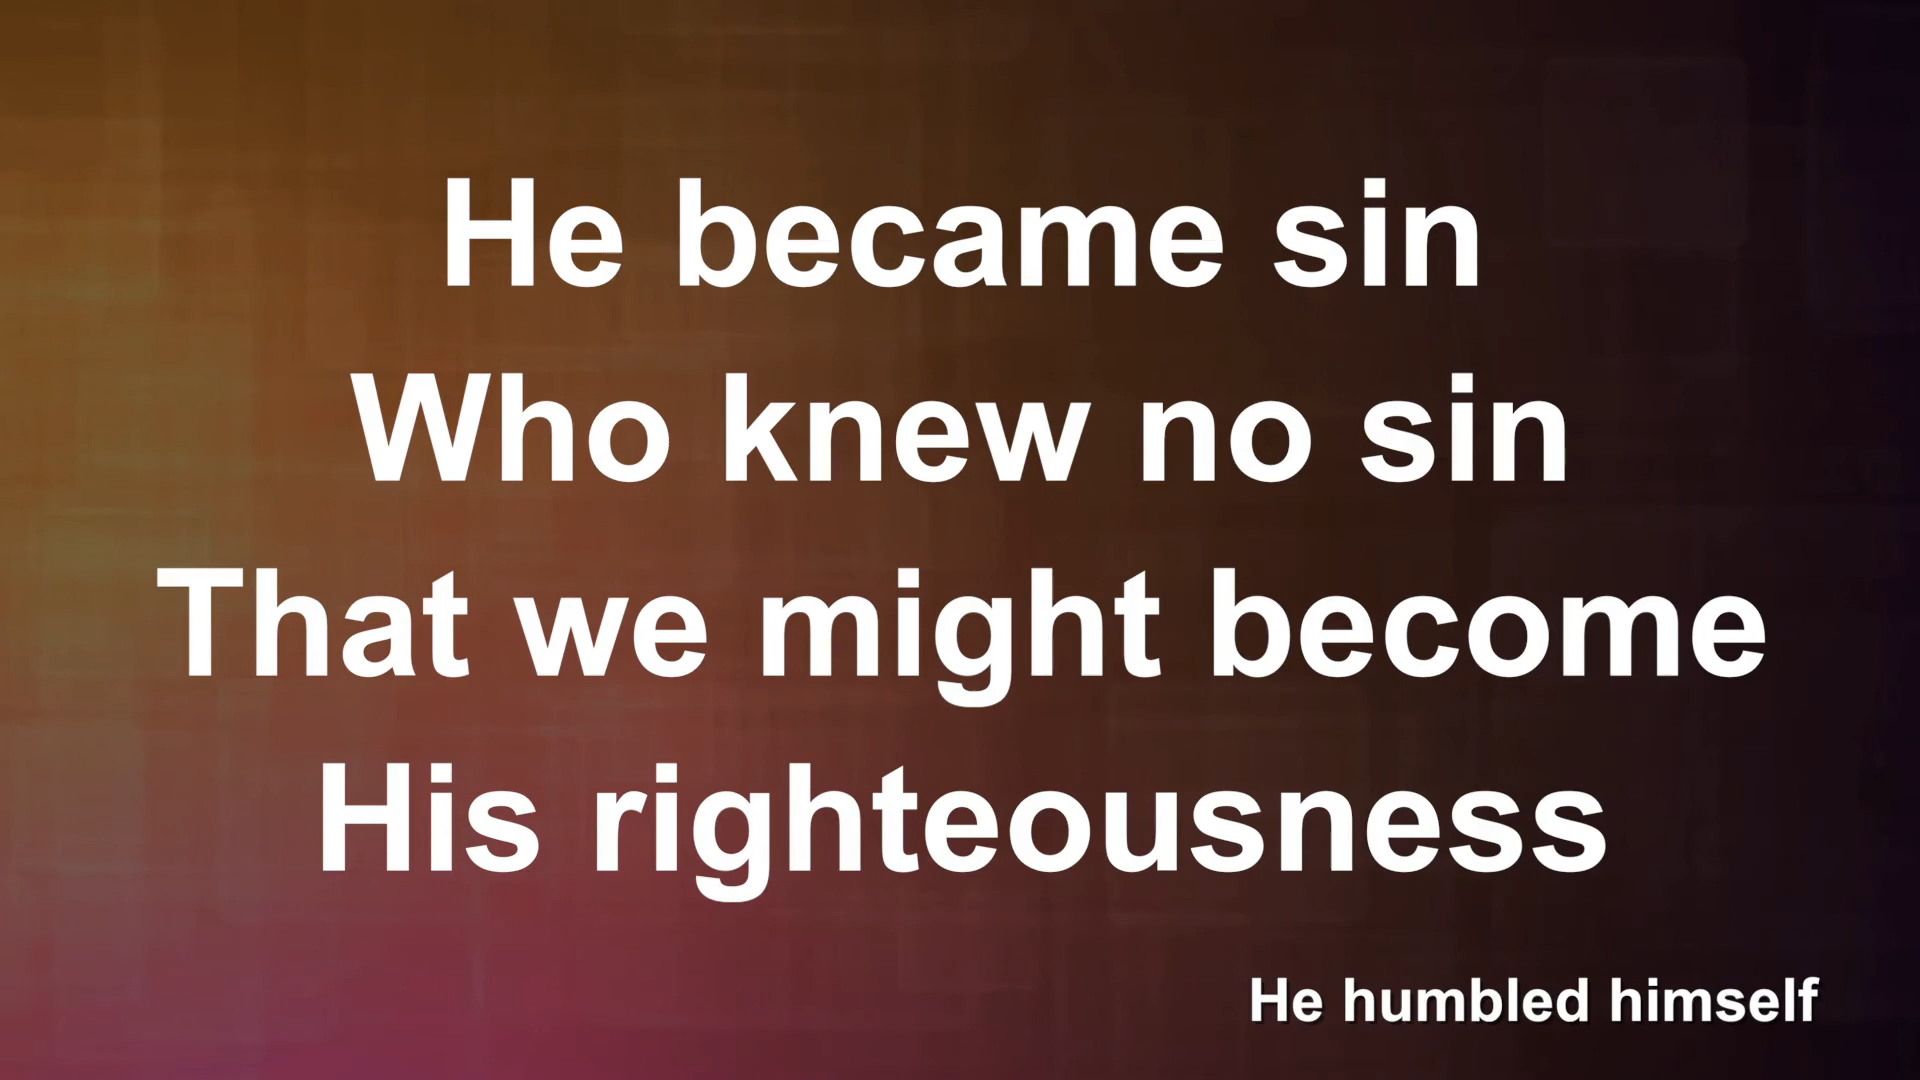 He became sin
Who knew no sin
That we might become
His righteousness
He humbled himself